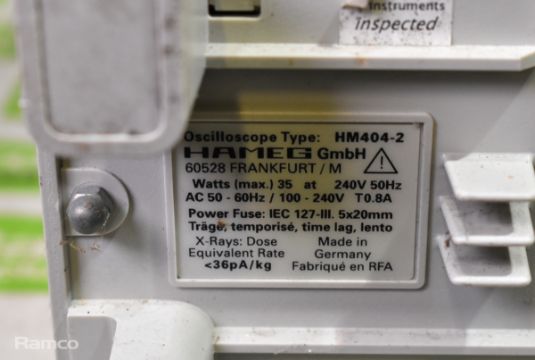 Instruments
Inspected
Oscilloscope Type: HM404-2
HAMEG GmbH
60528 FRANKFURT / M
Watts (max.) 35 at 240V 50Hz
AC 50 - 60Hz / 100 - 240V T0.8A
Power Fuse: IEC 127-III. 5x20mm
Träge, temporisé, time lag, lento
X-Rays: Dose Made in
Equivalent Rate Germany
<36pA/kg Fabriqué en RFA
Ramco